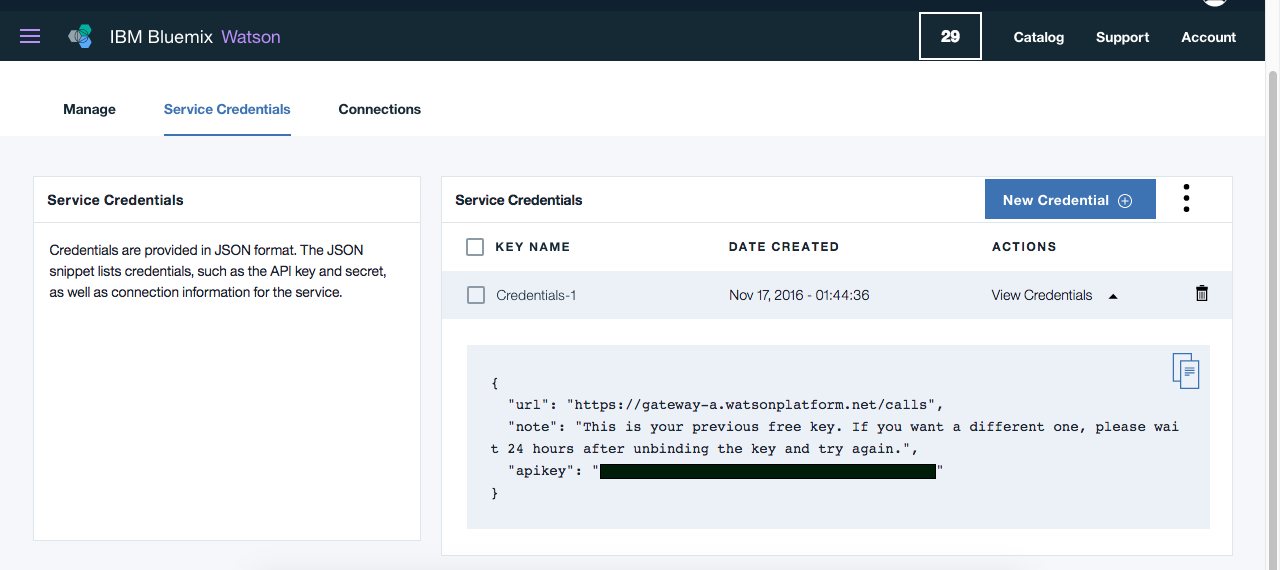 IBM Bluemix Watson
29
Catalog
Support
Account
Manage
Service Credentials
Connections
Service Credentials
Credentials are provided in JSON format. The JSON
snippet lists credentials, such as the API key and secret,
as well as connection information for the service.
Service Credentials
New Credential
KEY NAME
DATE CREATED
ACTIONS
Credentials-1
Nov 17, 2016 - 01:44:36
View Credentials
{
"url": "https://gateway-a.watsonplatform.net/calls",
"note": "This is your previous free key. If you want a different one, please wai
t 24 hours after unbinding the key and try again.",
"apikey": ""
}